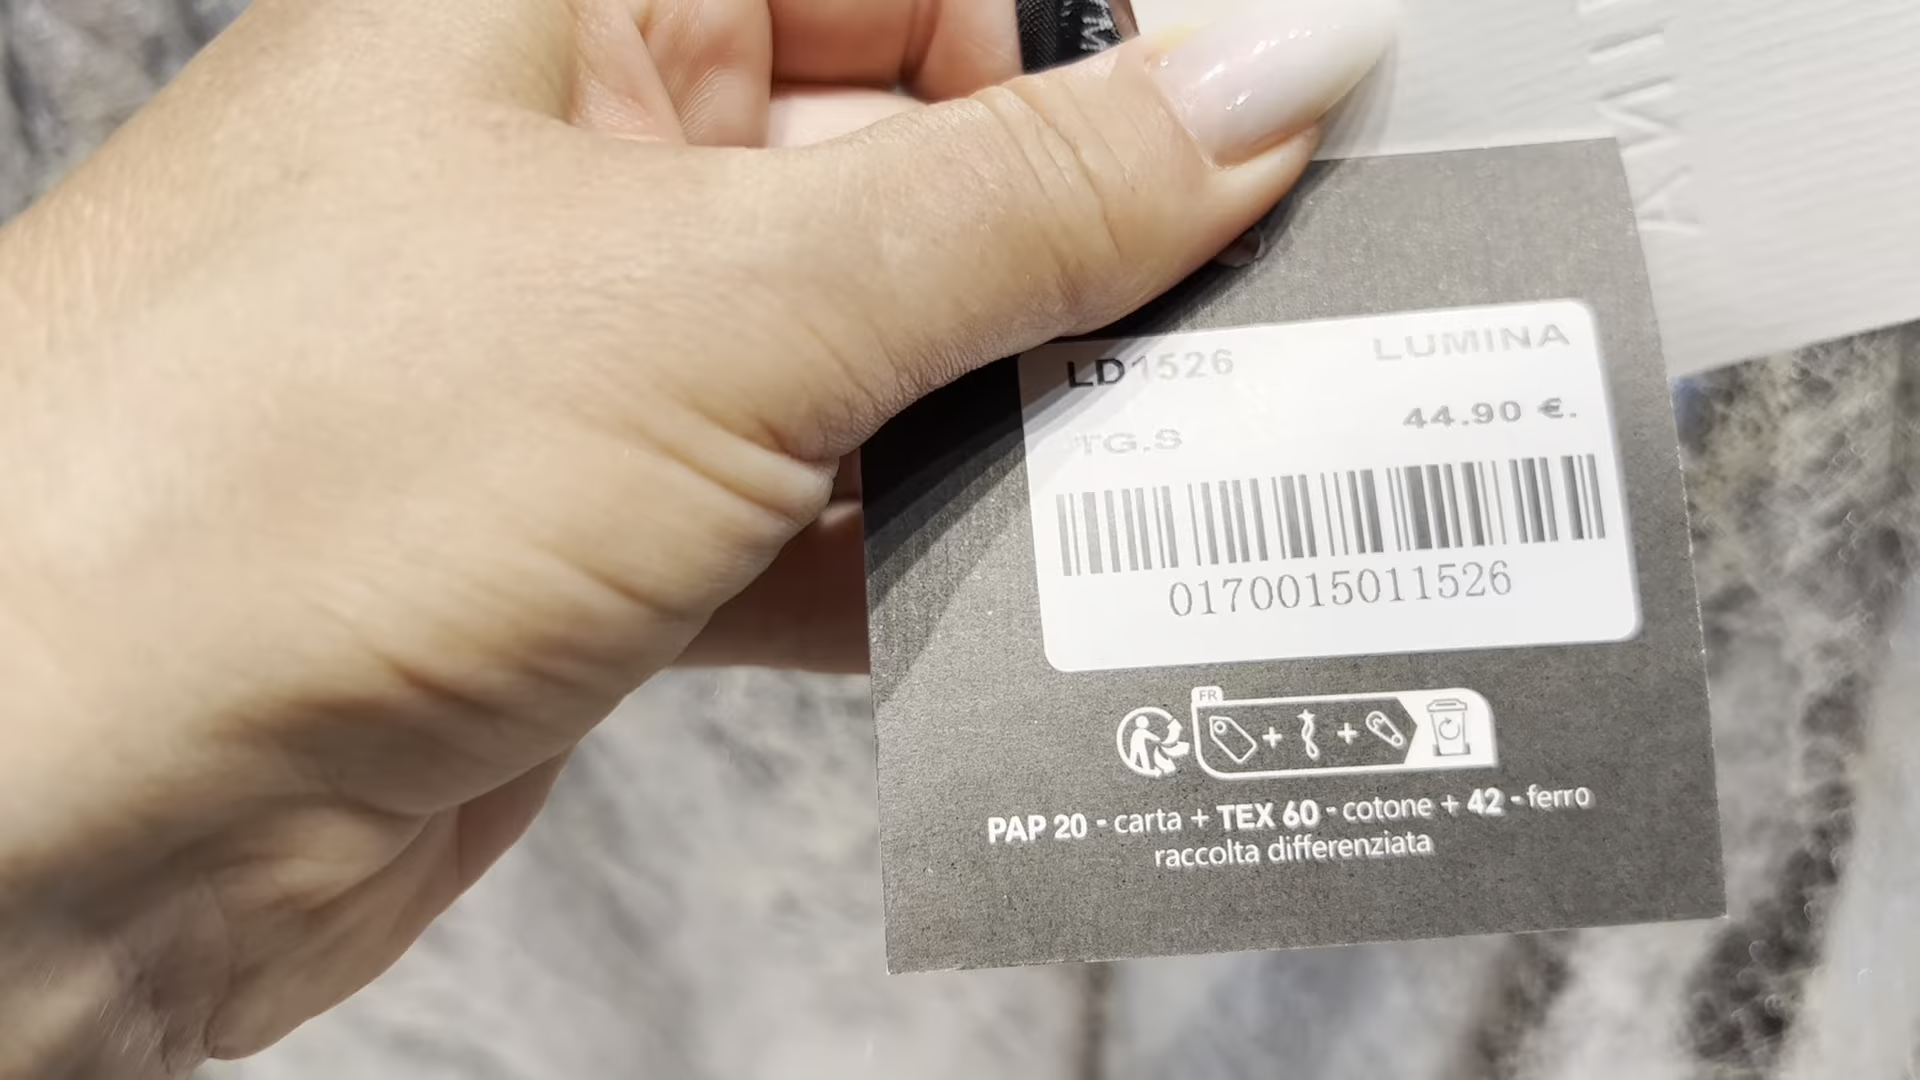 LD1526 LUMINA
TG.S 44.90 €.
0170015011526
FR
PAP 20 - carta + TEX 60 - cotone + 42 - ferro
raccolta differenziata